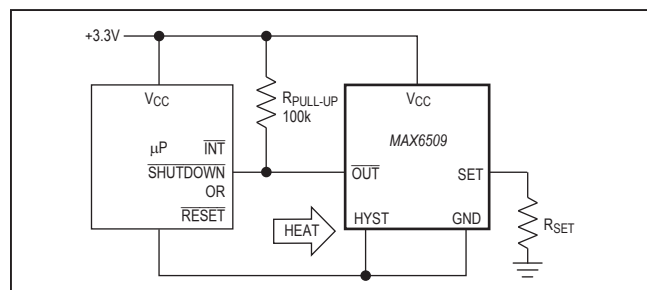 +3.3V
VCC
RPULL-UP
100k
VCC
μP
INT
SHUTDOWN
OR
RESET
MAX6509
OUT
SET
HYST
GND
HEAT
RSET